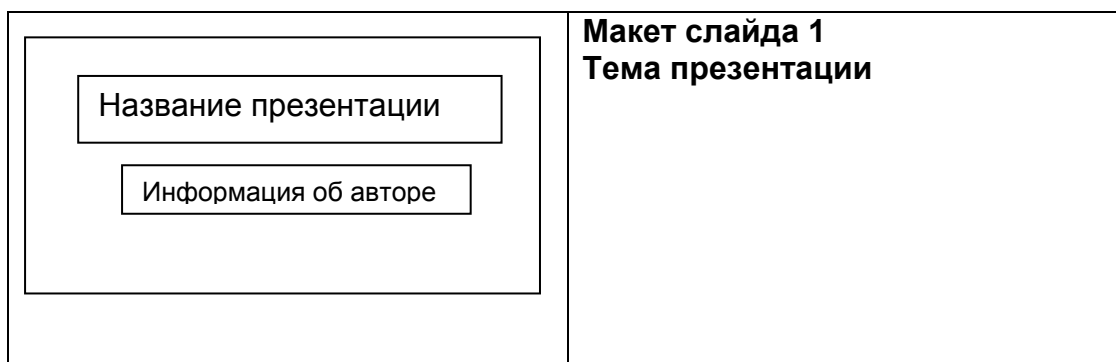 Название презентации
Информация об авторе
Макет слайда 1
Тема презентации